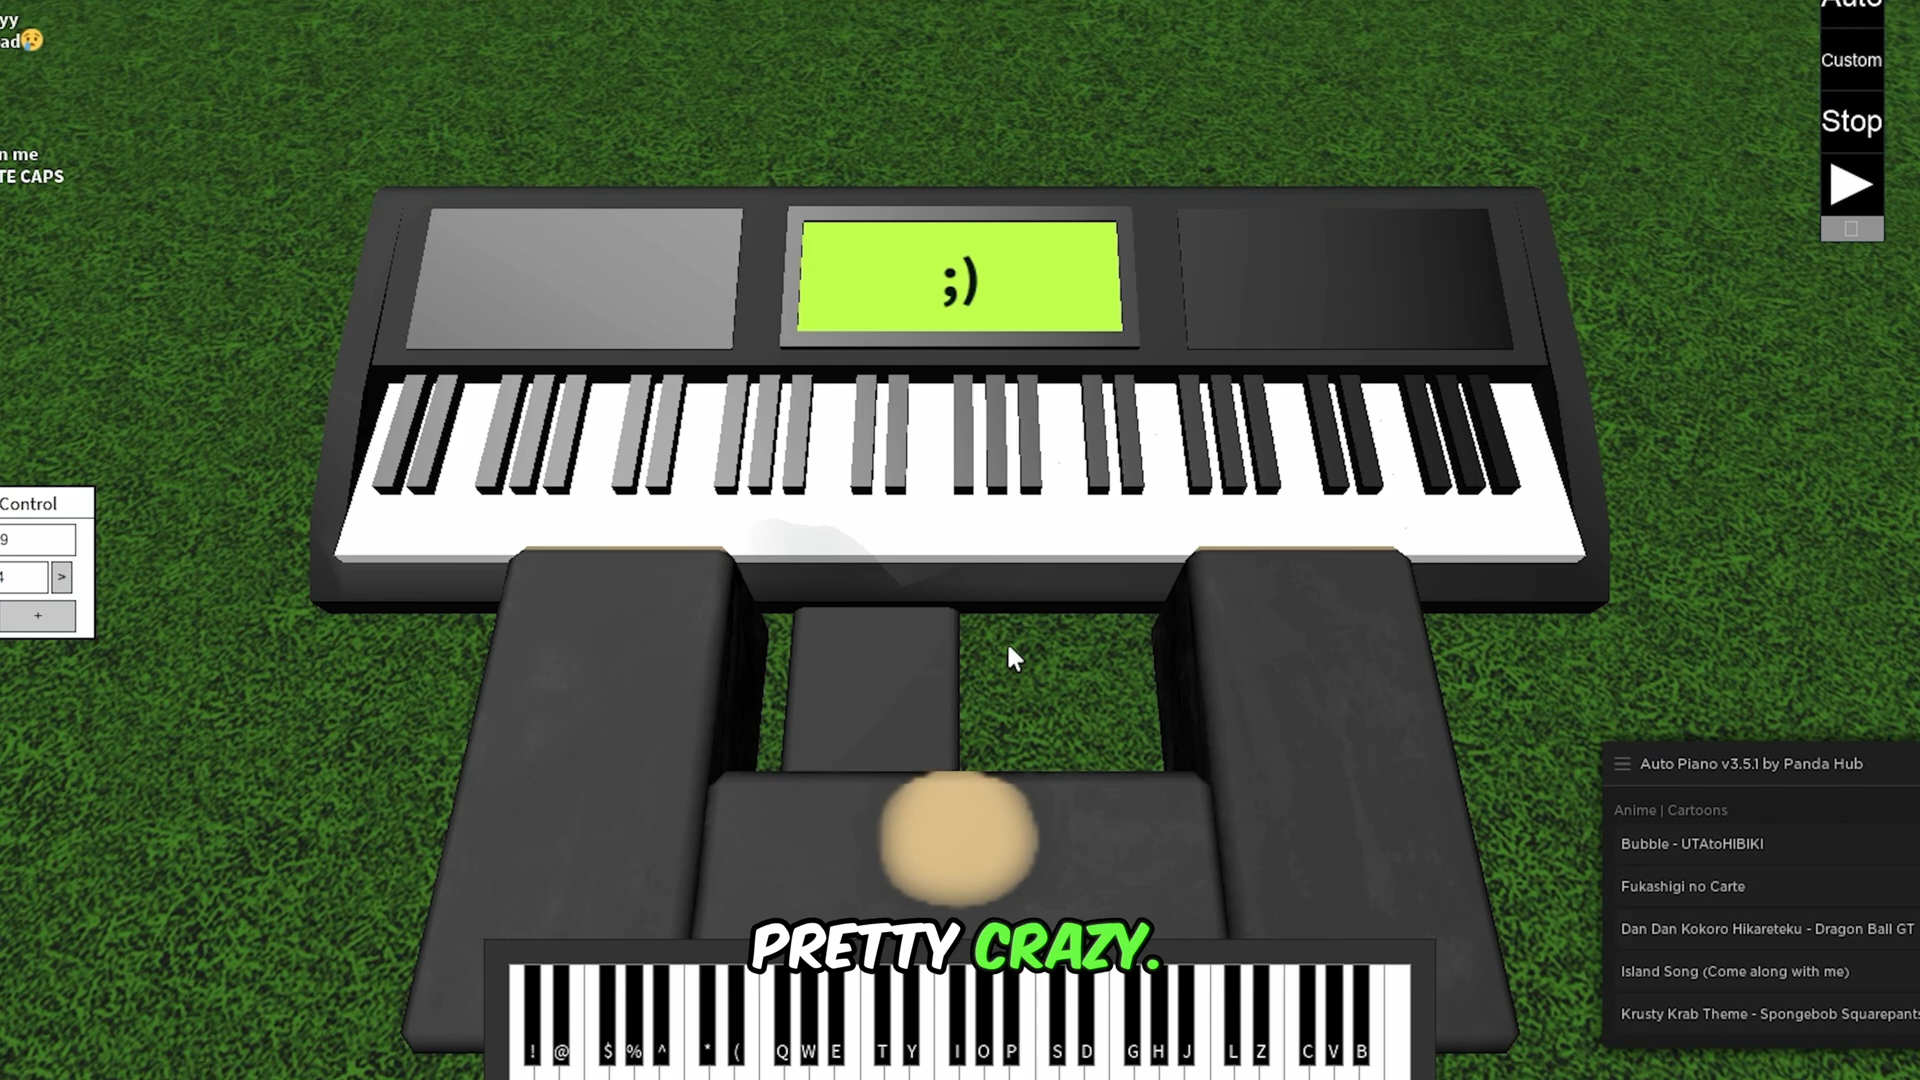 yy
ad😢
n me
TE CAPS
Auto
Custom
Stop
;)
Control
9
4
>
+
Auto Piano v3.5.1 by Panda Hub
Anime | Cartoons
Bubble - UTAtoHIBIKI
Fukashigi no Carte
Dan Dan Kokoro Hikareteku - Dragon Ball GT
Island Song (Come along with me)
Krusty Krab Theme - Spongebob Squarepants
PRETTY CRAZY.
! @ $ % ^ * ( Q W E T Y I O P S D G H J L Z C V B